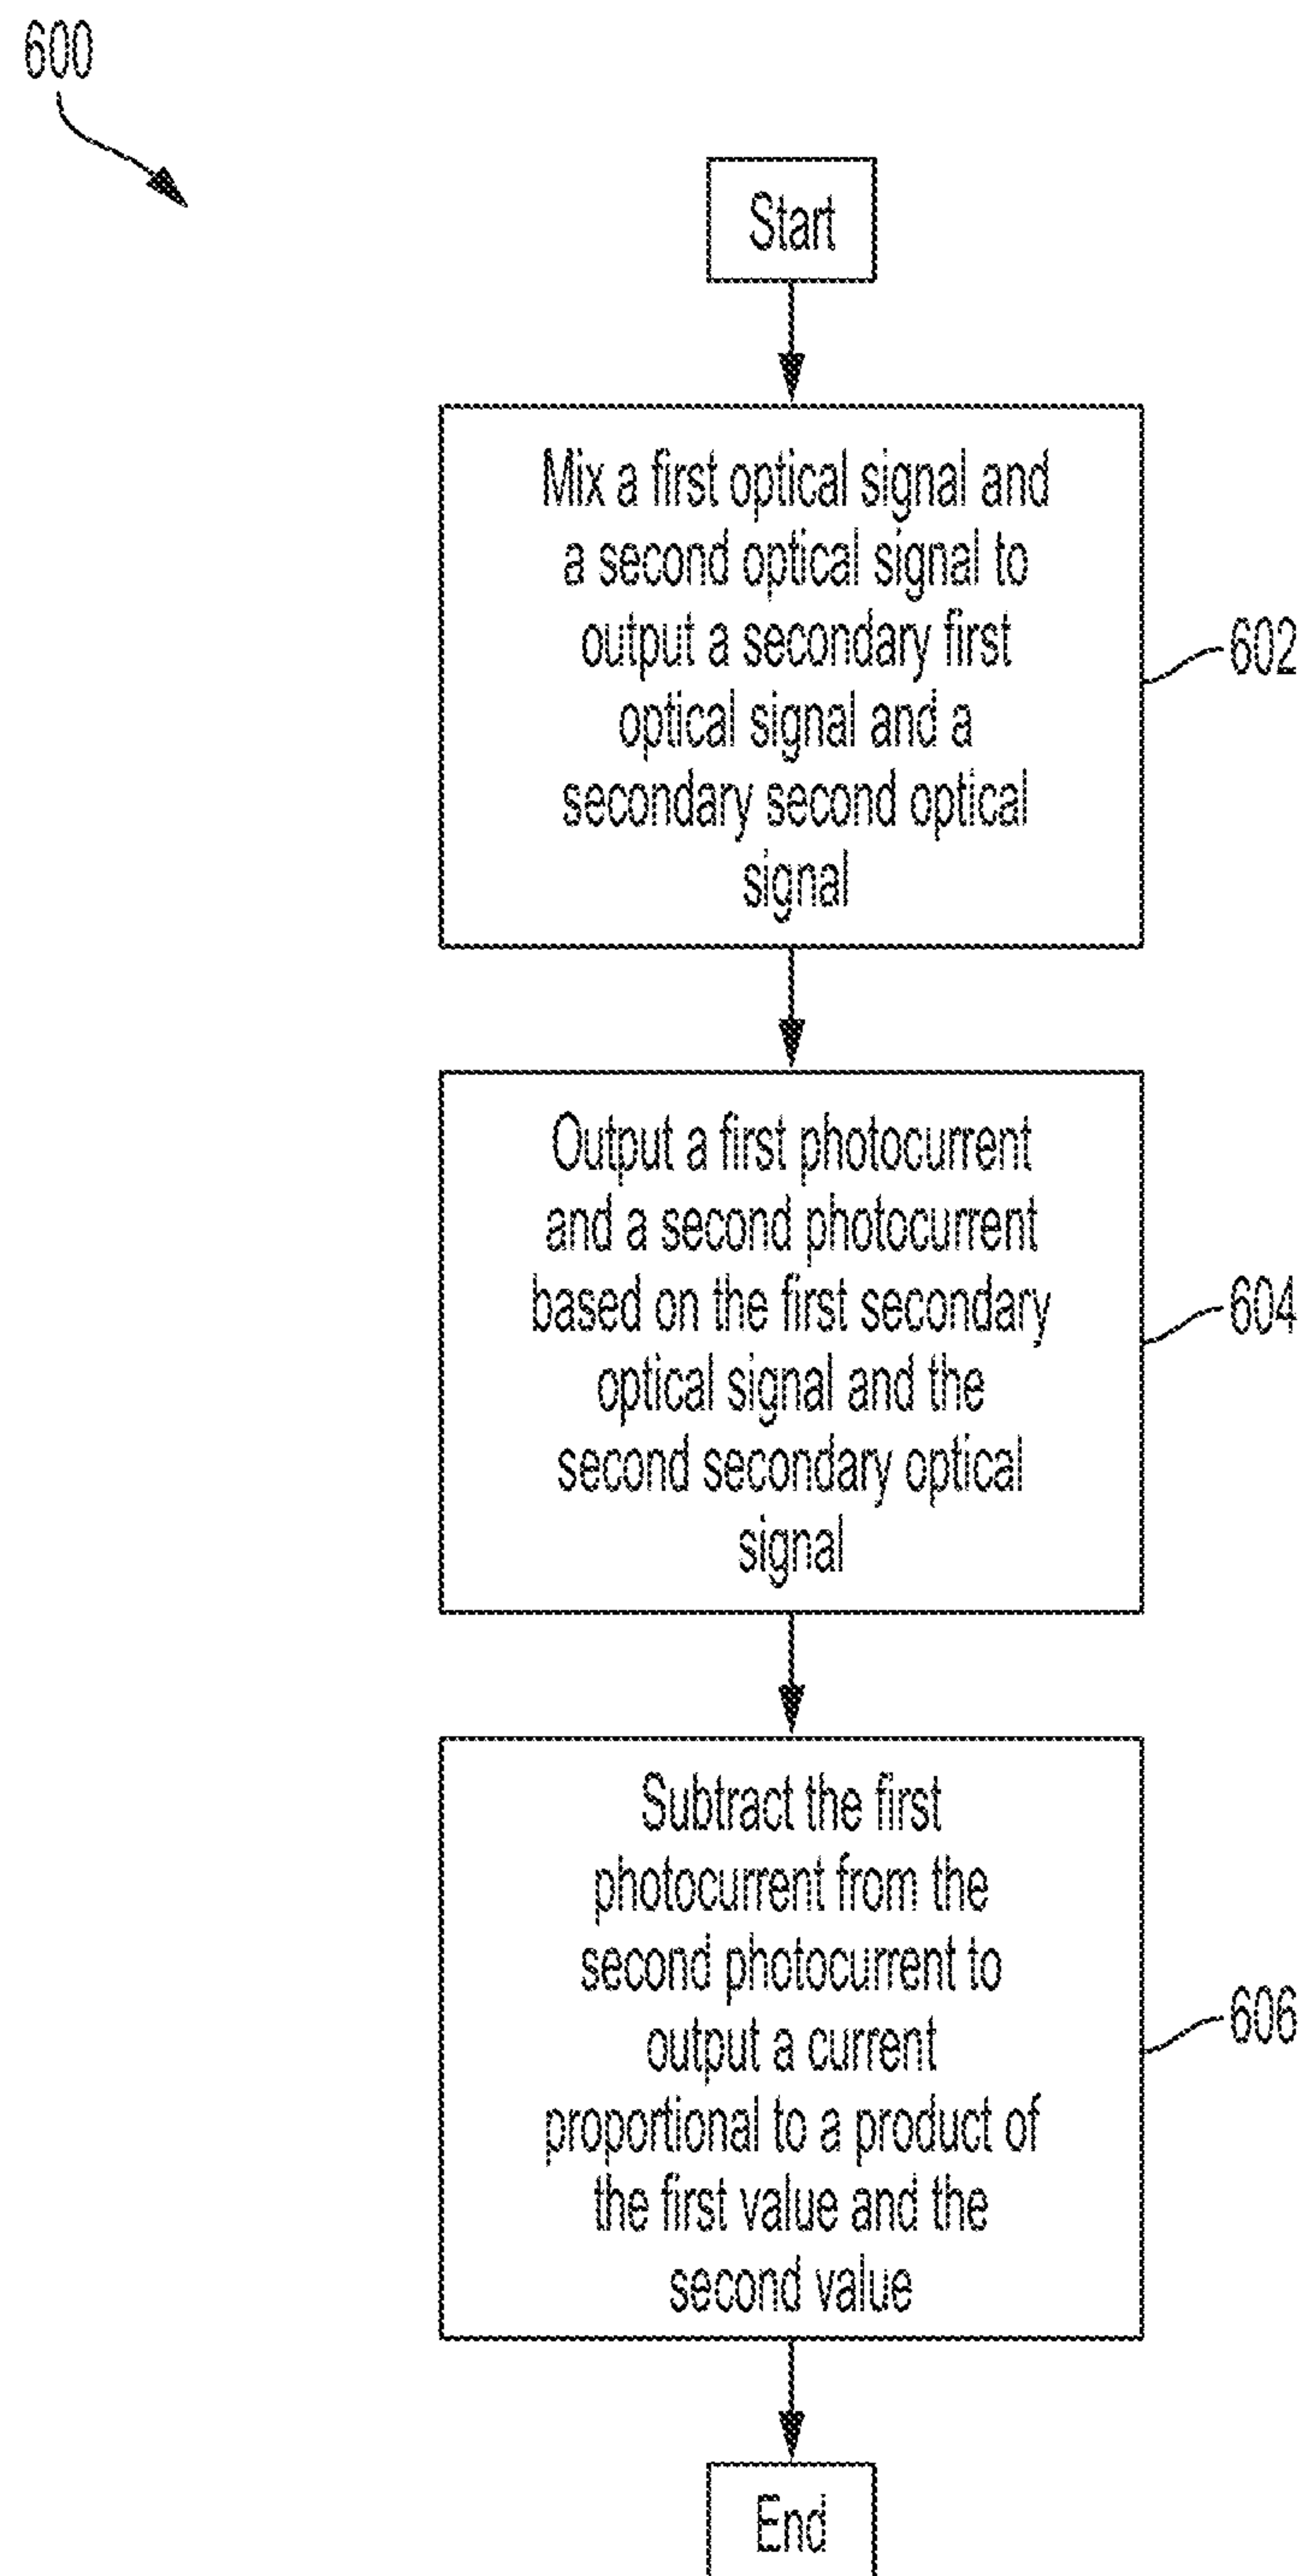 600
Start
Mix a first optical signal and
a second optical signal to
output a secondary first
optical signal and a
secondary second optical
signal
602
Output a first photocurrent
and a second photocurrent
based on the first secondary
optical signal and the
second secondary optical
signal
604
Subtract the first
photocurrent from the
second photocurrent to
output a current
proportional to a product of
the first value and the
second value
606
End